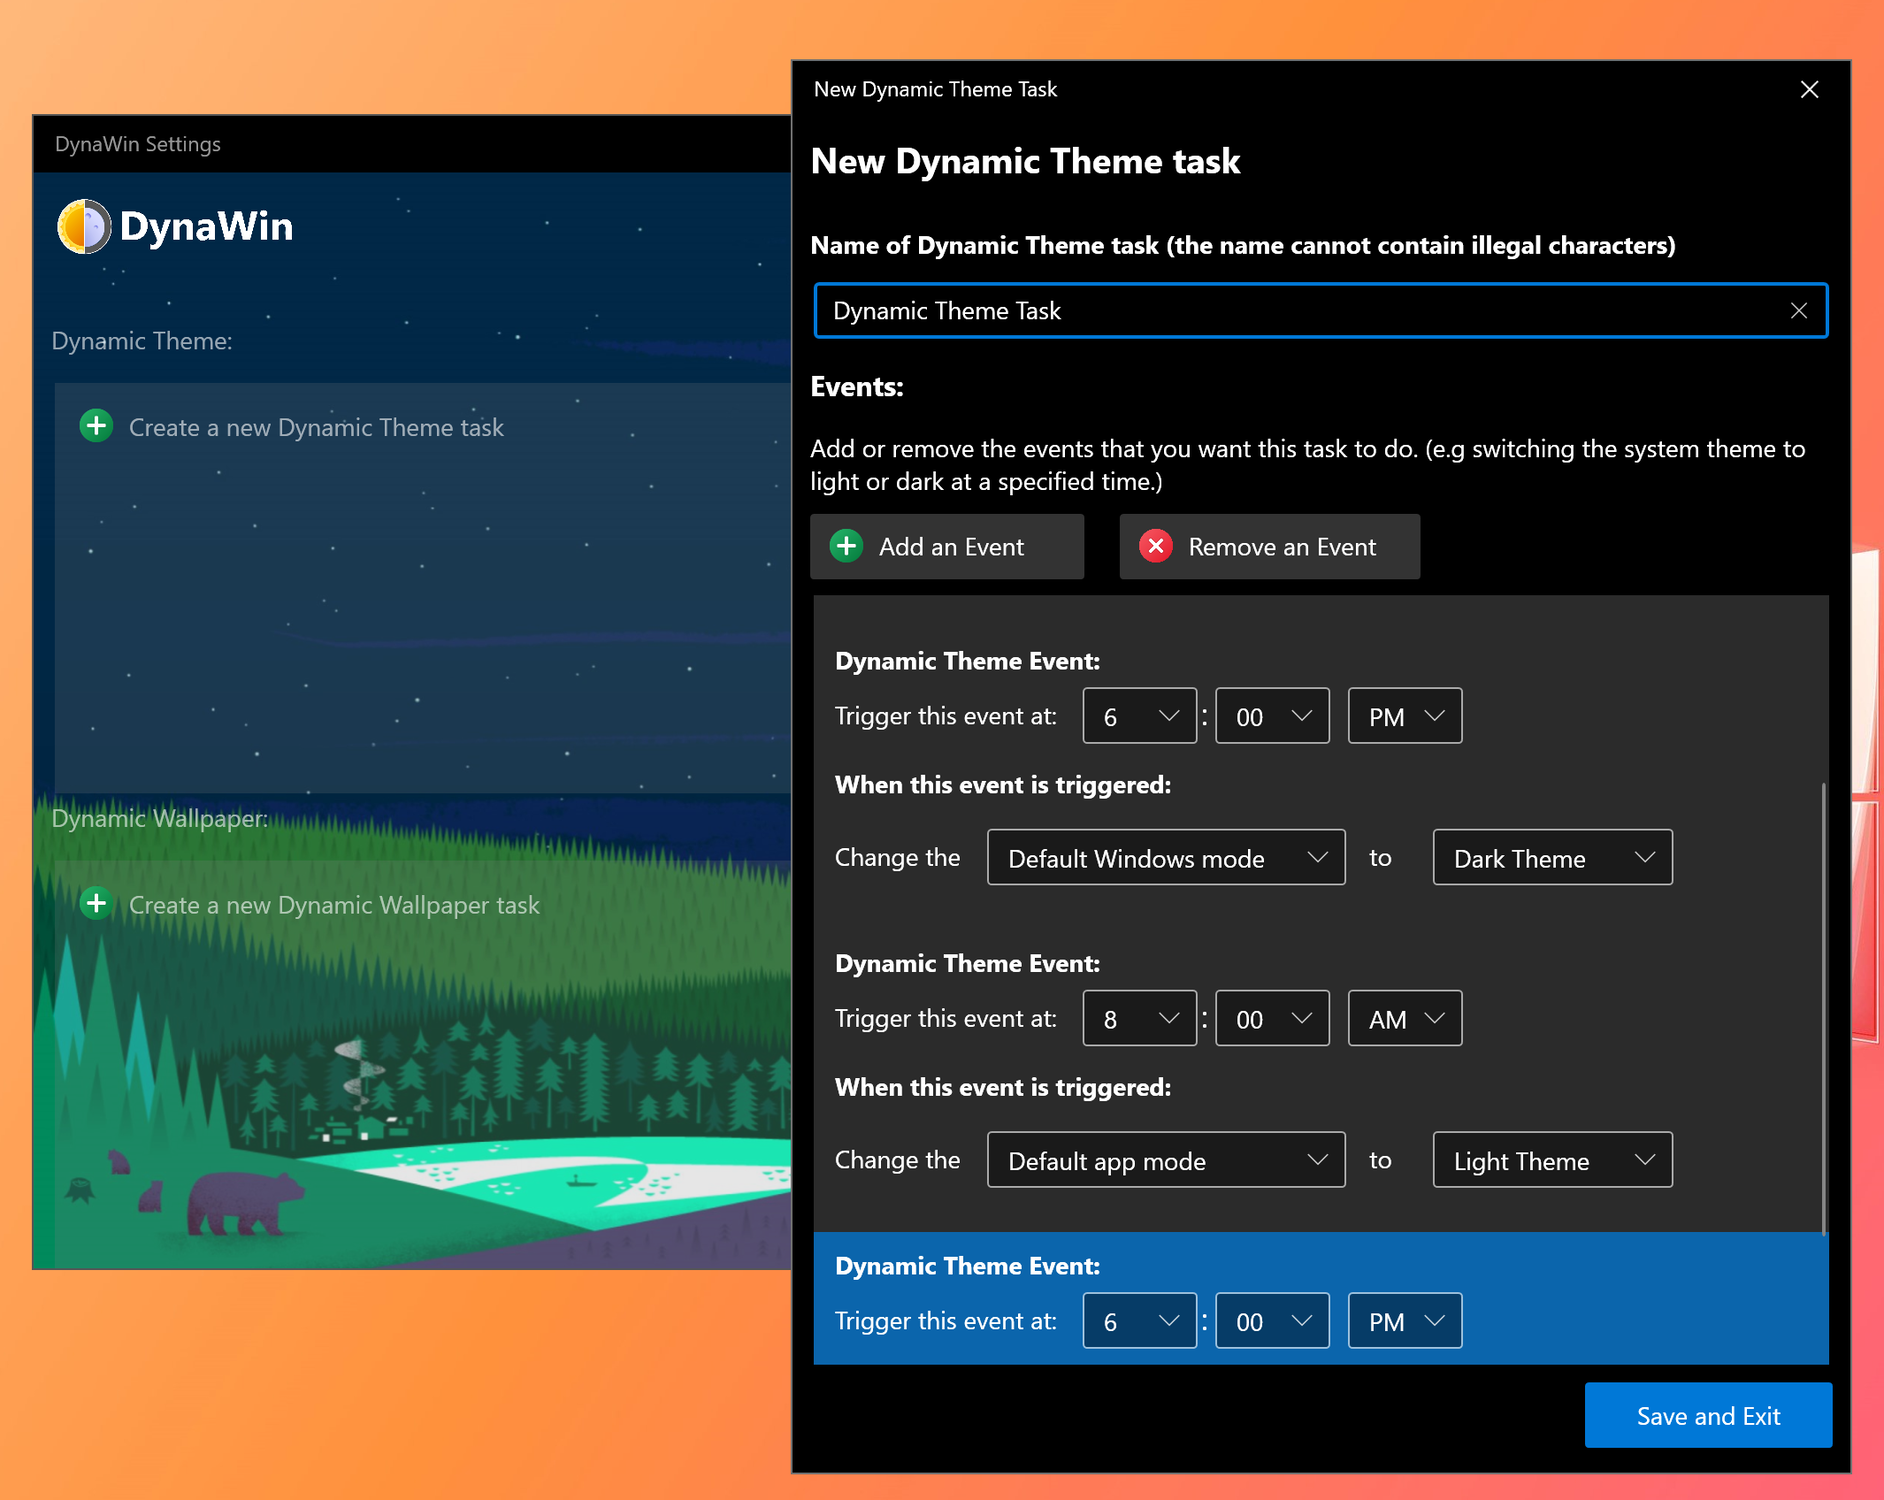 DynaWin Settings
DynaWin
Dynamic Theme:
Create a new Dynamic Theme task
Dynamic Wallpaper:
Create a new Dynamic Wallpaper task
New Dynamic Theme Task
New Dynamic Theme task
Name of Dynamic Theme task (the name cannot contain illegal characters)
Dynamic Theme Task
Events:
Add or remove the events that you want this task to do. (e.g switching the system theme to
light or dark at a specified time.)
Add an Event Remove an Event
Dynamic Theme Event:
Trigger this event at: 6 : 00 PM
When this event is triggered:
Change the Default Windows mode to Dark Theme
Dynamic Theme Event:
Trigger this event at: 8 : 00 AM
When this event is triggered:
Change the Default app mode to Light Theme
Dynamic Theme Event:
Trigger this event at: 6 : 00 PM
Save and Exit